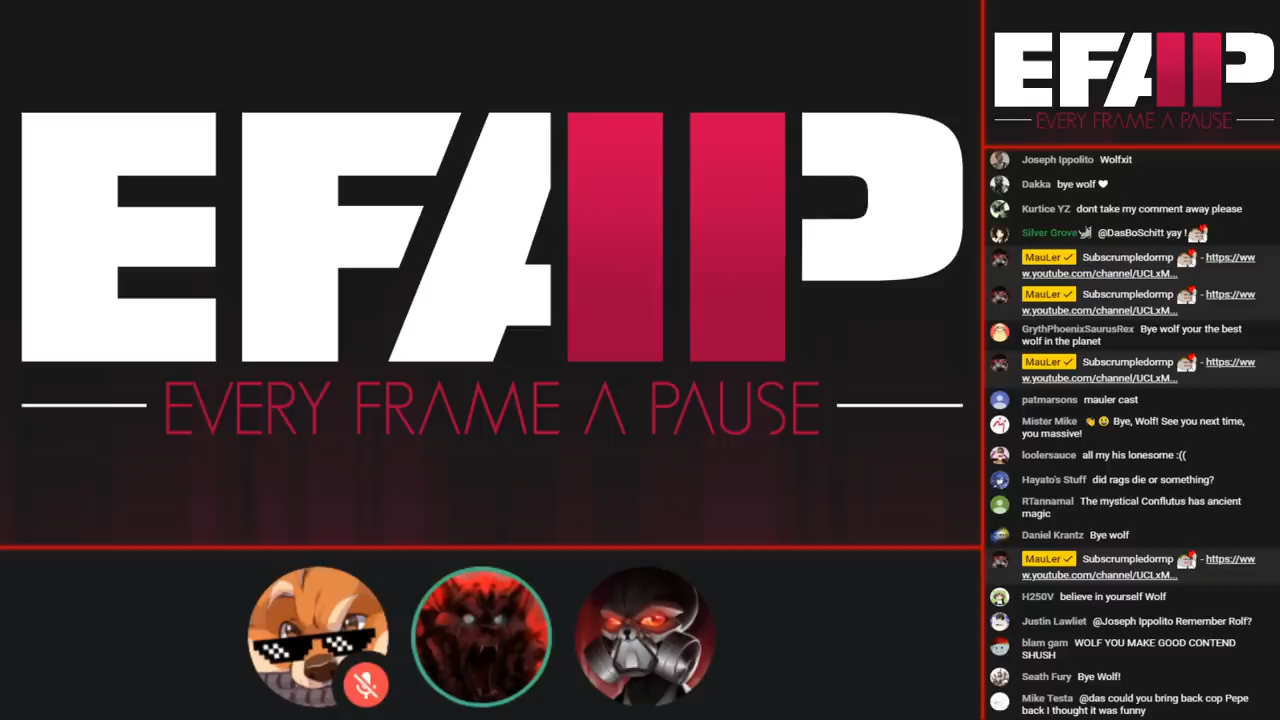 EFAP
EVERY FRAME A PAUSE
EFAP
EVERY FRAME A PAUSE
Joseph Ippolito Wolfxit
Dakka bye wolf
Kurtice YZ dont take my comment away please
Silver Grove @DasBoSchitt yay !
MauLer Subscrumpledormp - https://ww
w.youtube.com/channel/UCLxM...
MauLer Subscrumpledormp - https://ww
w.youtube.com/channel/UCLxM...
GrythPhoenixSaurusRex Bye wolf your the best
wolf in the planet
MauLer Subscrumpledormp - https://ww
w.youtube.com/channel/UCLxM...
patmarsons mauler cast
Mister Mike 👋 😃 Bye, Wolf! See you next time,
you massive!
loolersauce all my his lonesome :((
Hayato's Stuff did rags die or something?
RTannamal The mystical Conflutus has ancient
magic
Daniel Krantz Bye wolf
MauLer Subscrumpledormp - https://ww
w.youtube.com/channel/UCLxM...
H250V believe in yourself Wolf
Justin Lawliet @Joseph Ippolito Remember Rolf?
blam gam WOLF YOU MAKE GOOD CONTEND
SHUSH
Seath Fury Bye Wolf!
Mike Testa @das could you bring back cop Pepe
back I thought it was funny